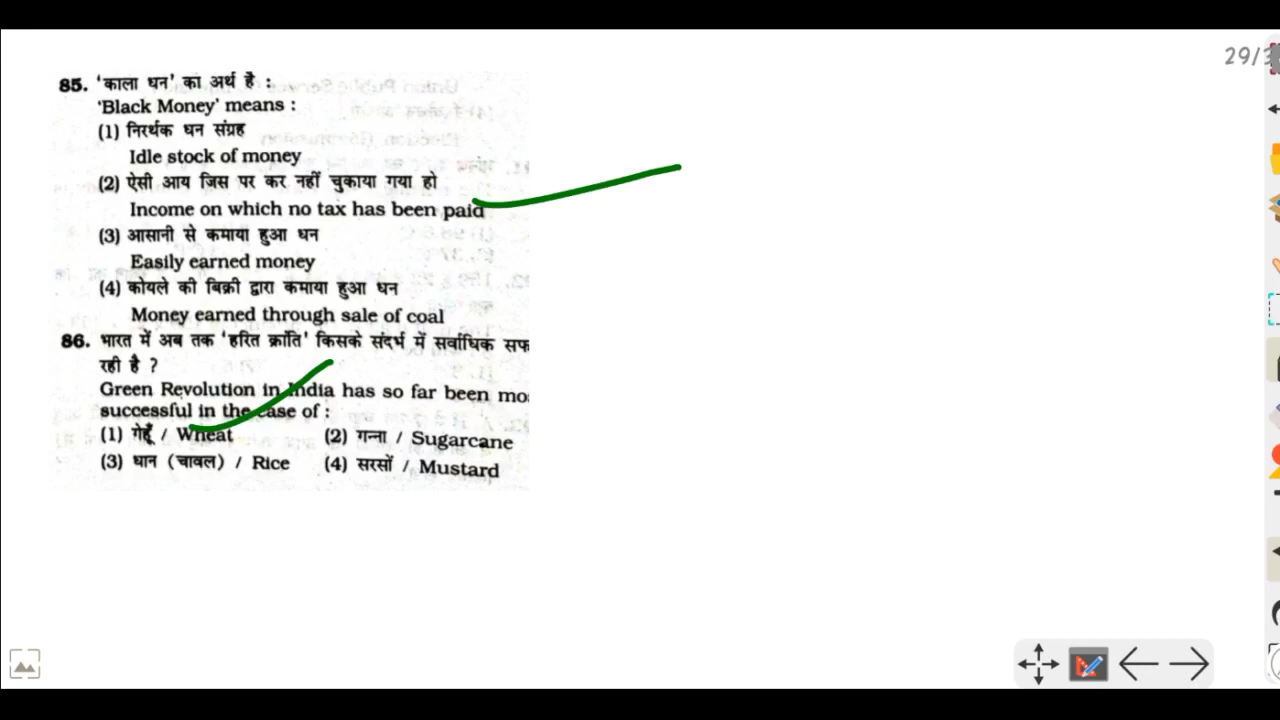 29/3
85. 'काला धन' का अर्थ है :
'Black Money' means :
(1) निरर्थक धन संग्रह
Idle stock of money
(2) ऐसी आय जिस पर कर नहीं चुकाया गया हो
Income on which no tax has been paid
(3) आसानी से कमाया हुआ धन
Easily earned money
(4) कोयले की बिक्री द्वारा कमाया हुआ धन
Money earned through sale of coal
86. भारत में अब तक 'हरित क्रांति' किसके संदर्भ में सर्वाधिक सफ
रही है ?
Green Revolution in India has so far been mo
successful in the case of :
(1) गेहूँ / Wheat (2) गन्ना / Sugarcane
(3) धान (चावल) / Rice (4) सरसों / Mustard